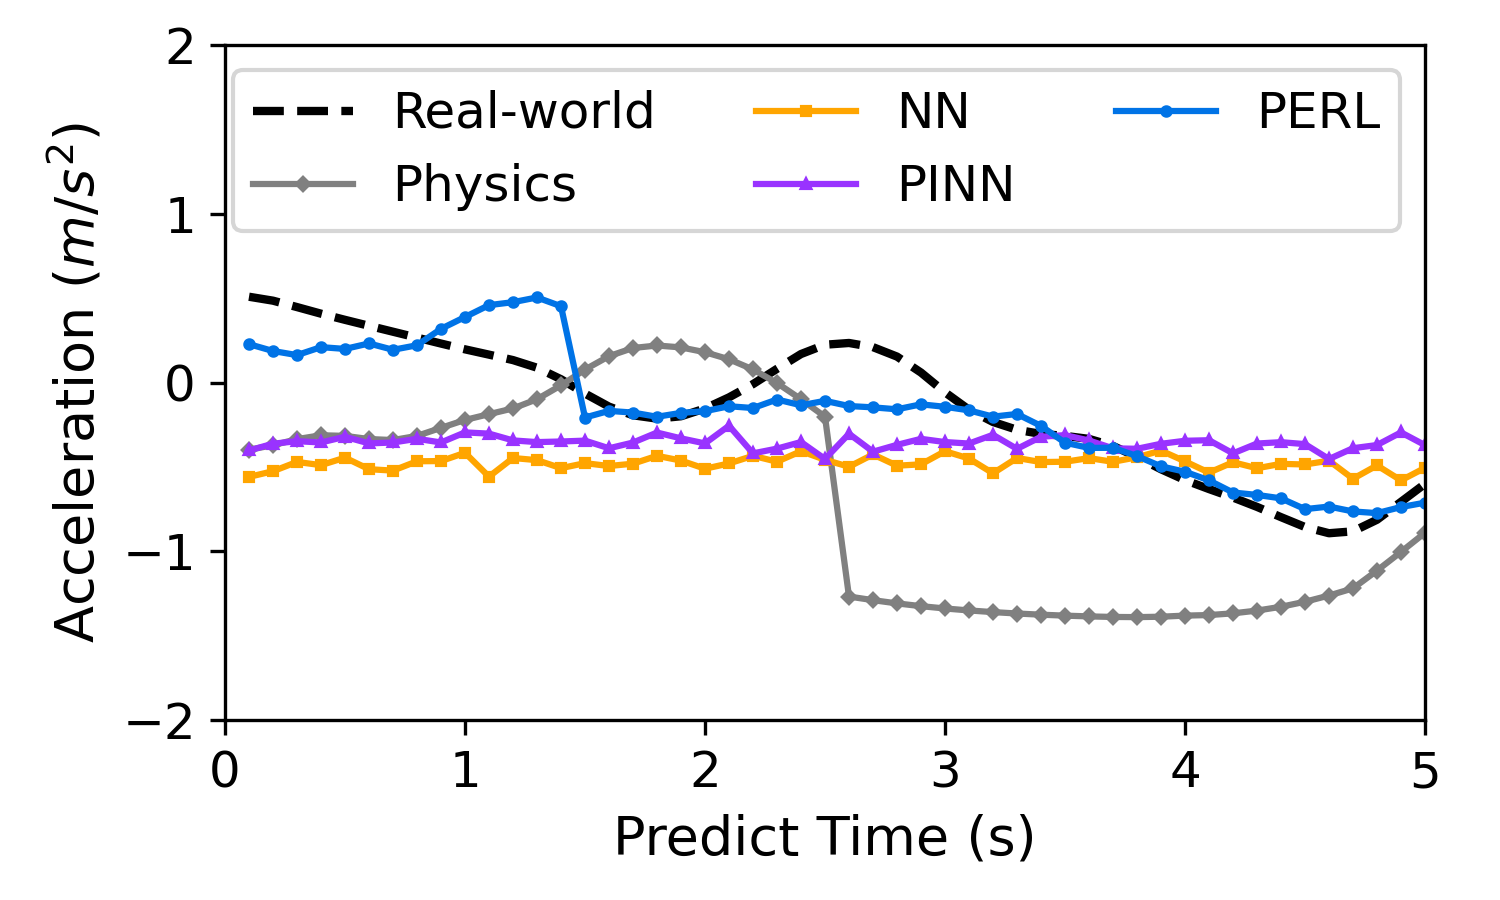 Acceleration (m/s²)
2
1
0
−1
−2
Real-world
Physics
NN
PINN
PERL
0 1 2 3 4 5
Predict Time (s)